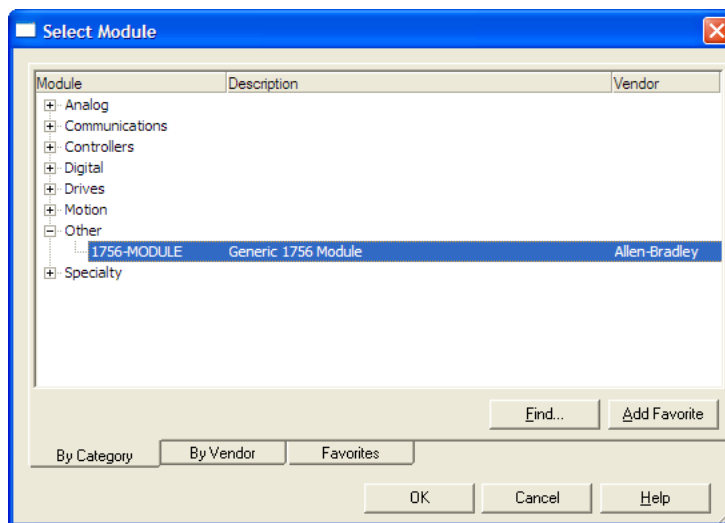 Select Module
Module Description Vendor
Analog
Communications
Controllers
Digital
Drives
Motion
Other
1756-MODULE Generic 1756 Module Allen-Bradley
Specialty
Find... Add Favorite
By Category By Vendor Favorites
OK Cancel Help